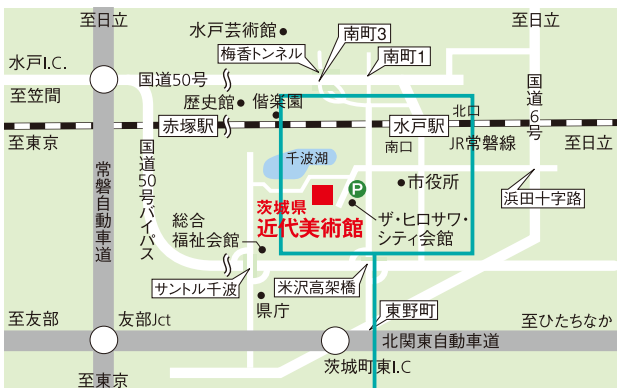 至日立
水戸芸術館
南町3
至日立
梅香トンネル
南町1
水戸I.C.
国道50号
至笠間
歴史館
偕楽園
北口
国道6号
赤塚駅
水戸駅
至東京
南口
JR常磐線
至日立
千波湖
常磐自動車道
国道50号バイパス
P
市役所
浜田十字路
茨城県
近代美術館
ザ・ヒロサワ・
シティ会館
総合
福祉会館
サントル千波
米沢高架橋
県庁
東野町
至友部
友部Jct
至ひたちなか
北関東自動車道
至東京
茨城町東I.C